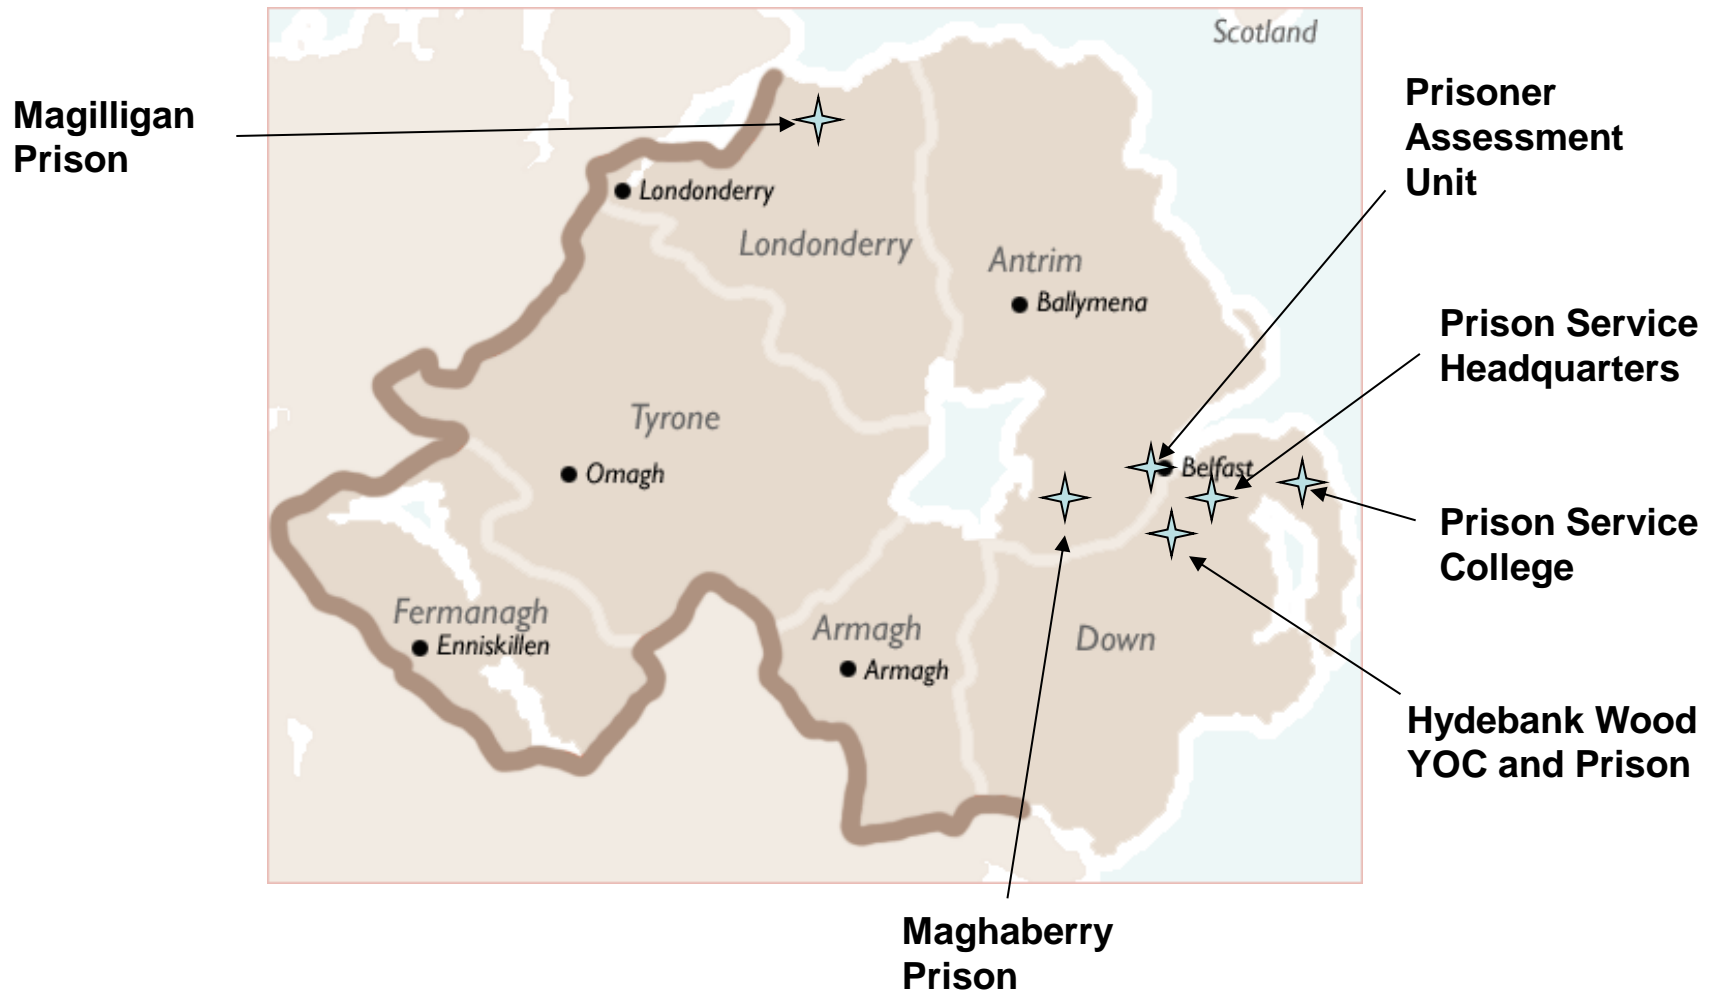 Scotland
Magilligan
Prison
Prisoner
Assessment
Unit
Londonderry
Londonderry
Antrim
Ballymena
Prison Service
Headquarters
Tyrone
Omagh
Belfast
Prison Service
College
Fermanagh
Enniskillen
Armagh
Armagh
Down
Hydebank Wood
YOC and Prison
Maghaberry
Prison